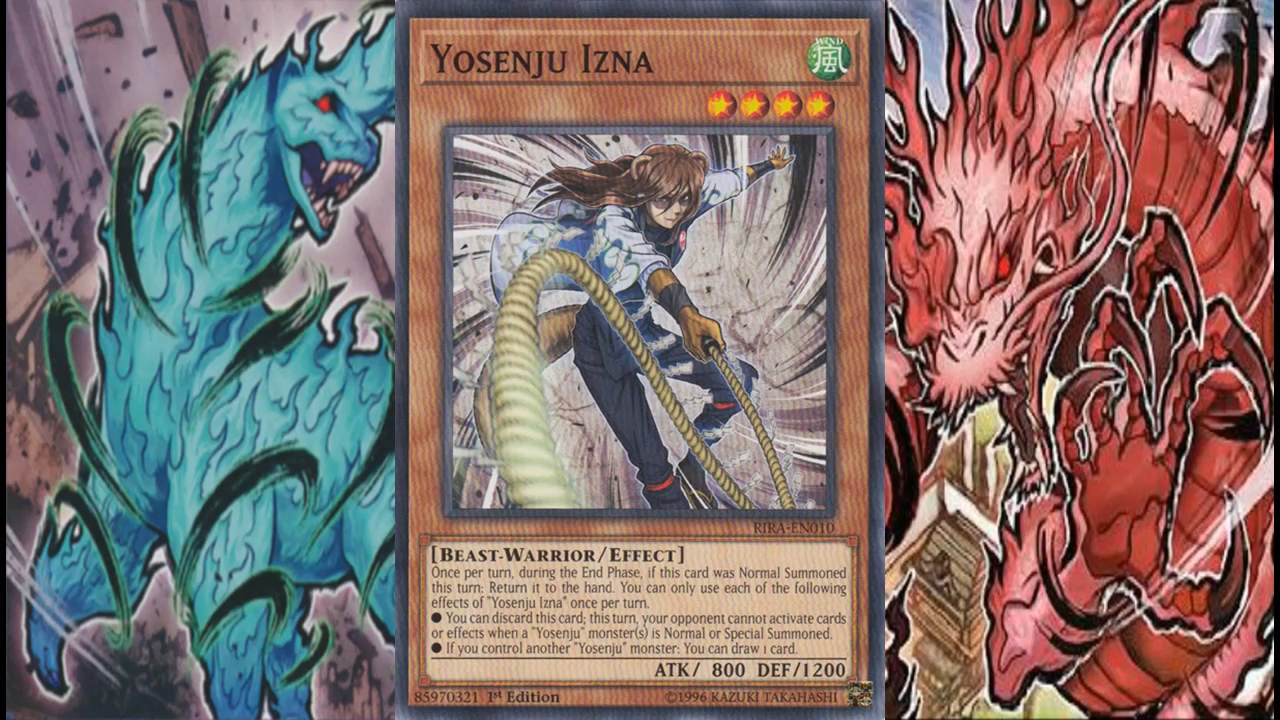 YOSENJU IZNA
WIND
風
RIRA-EN010
[BEAST-WARRIOR/EFFECT]
Once per turn, during the End Phase, if this card was Normal Summoned
this turn: Return it to the hand. You can only use each of the following
effects of "Yosenju Izna" once per turn.
● You can discard this card; this turn, your opponent cannot activate cards
or effects when a "Yosenju" monster(s) is Normal or Special Summoned.
● If you control another "Yosenju" monster: You can draw 1 card.
ATK/ 800 DEF/1200
85970321 1st Edition ©1996 KAZUKI TAKAHASHI